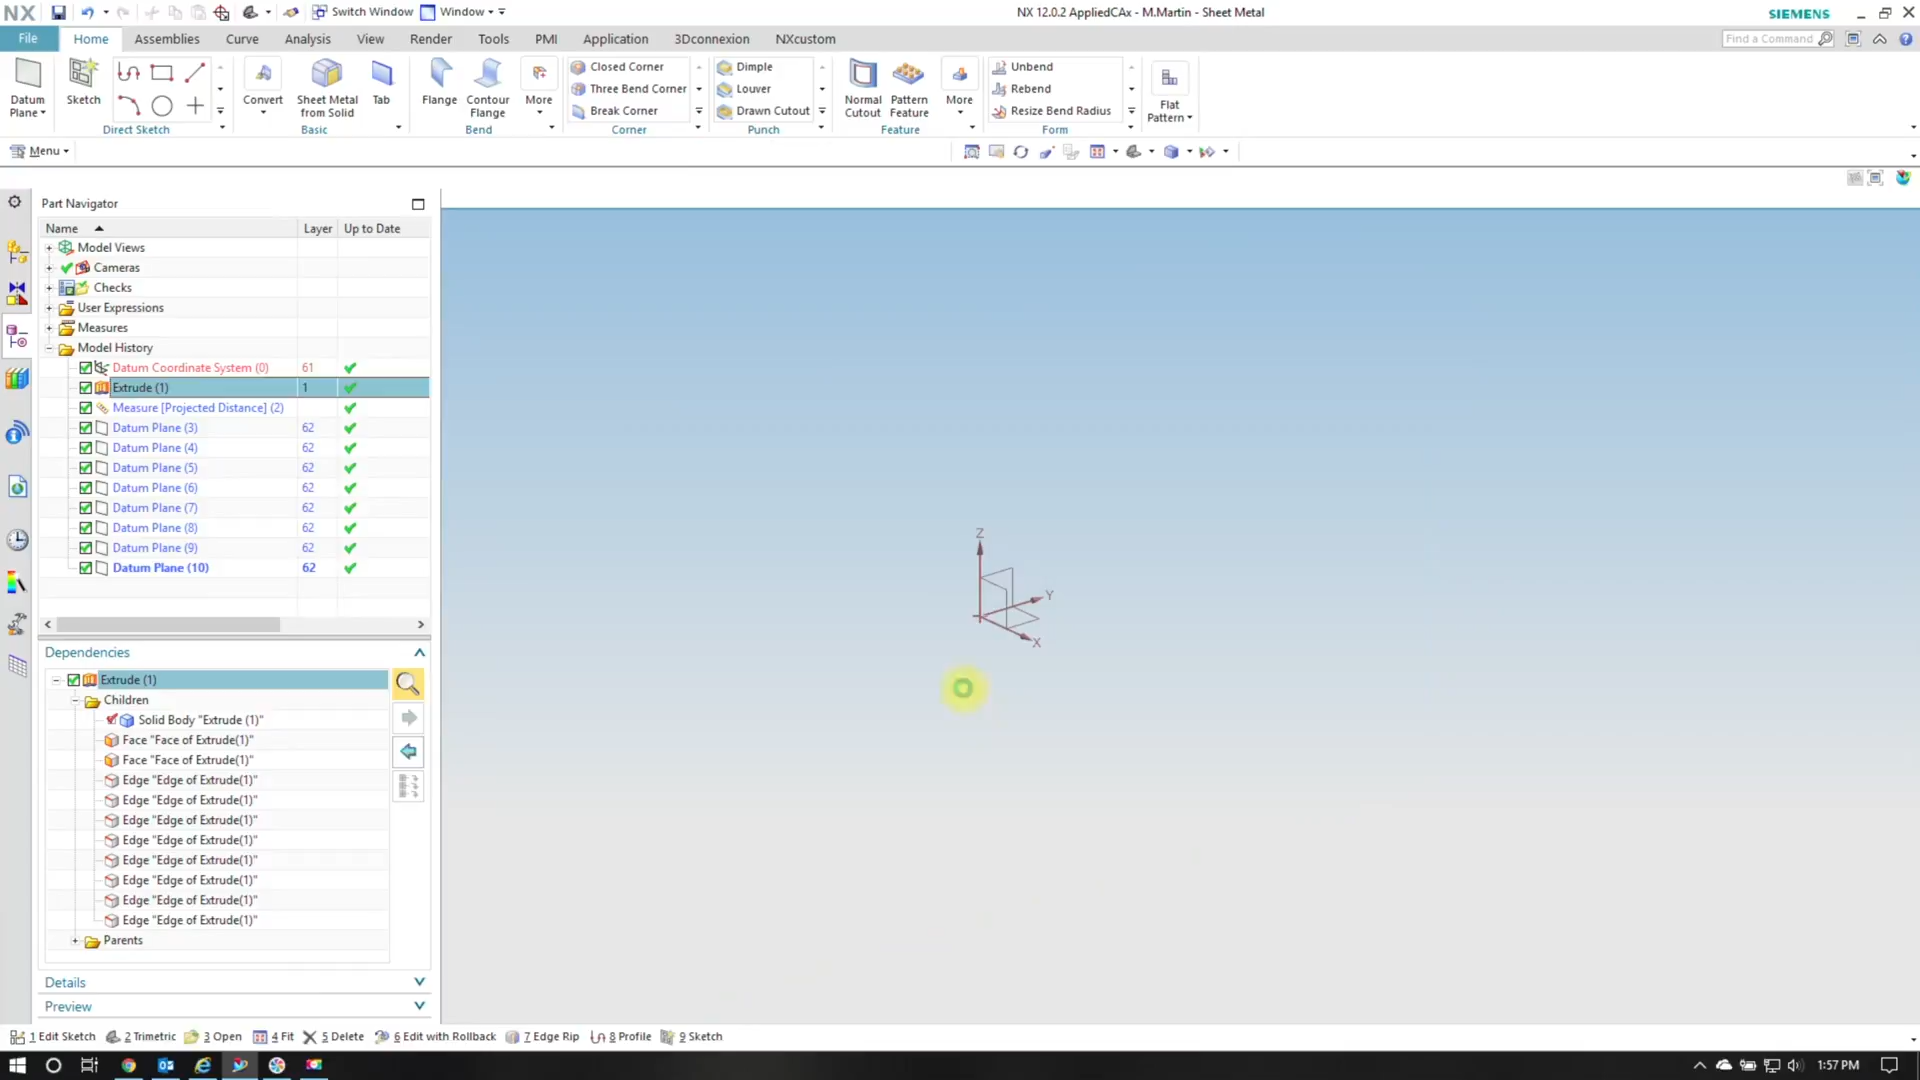 NX Switch Window Window NX 12.0.2 AppliedCAx - M.Martin - Sheet Metal SIEMENS
File Home Assemblies Curve Analysis View Render Tools PMI Application 3Dconnexion NXcustom Find a Command
Datum Plane
Sketch
Direct Sketch
Convert
Sheet Metal from Solid
Tab
Basic
Flange
Contour Flange
More
Bend
Closed Corner
Three Bend Corner
Break Corner
Corner
Dimple
Louver
Drawn Cutout
Punch
Normal Cutout
Pattern Feature
More
Feature
Unbend
Rebend
Resize Bend Radius
Form
Flat Pattern
Menu
Part Navigator
Name Layer Up to Date
Model Views
Cameras
Checks
User Expressions
Measures
Model History
Datum Coordinate System (0) 61
Extrude (1) 1
Measure [Projected Distance] (2)
Datum Plane (3) 62
Datum Plane (4) 62
Datum Plane (5) 62
Datum Plane (6) 62
Datum Plane (7) 62
Datum Plane (8) 62
Datum Plane (9) 62
Datum Plane (10) 62
Z
Y
X
Dependencies
Extrude (1)
Children
Solid Body "Extrude (1)"
Face "Face of Extrude(1)"
Face "Face of Extrude(1)"
Edge "Edge of Extrude(1)"
Edge "Edge of Extrude(1)"
Edge "Edge of Extrude(1)"
Edge "Edge of Extrude(1)"
Edge "Edge of Extrude(1)"
Edge "Edge of Extrude(1)"
Edge "Edge of Extrude(1)"
Edge "Edge of Extrude(1)"
Parents
Details
Preview
1 Edit Sketch 2 Trimetric 3 Open 4 Fit 5 Delete 6 Edit with Rollback 7 Edge Rip 8 Profile 9 Sketch
1:57 PM